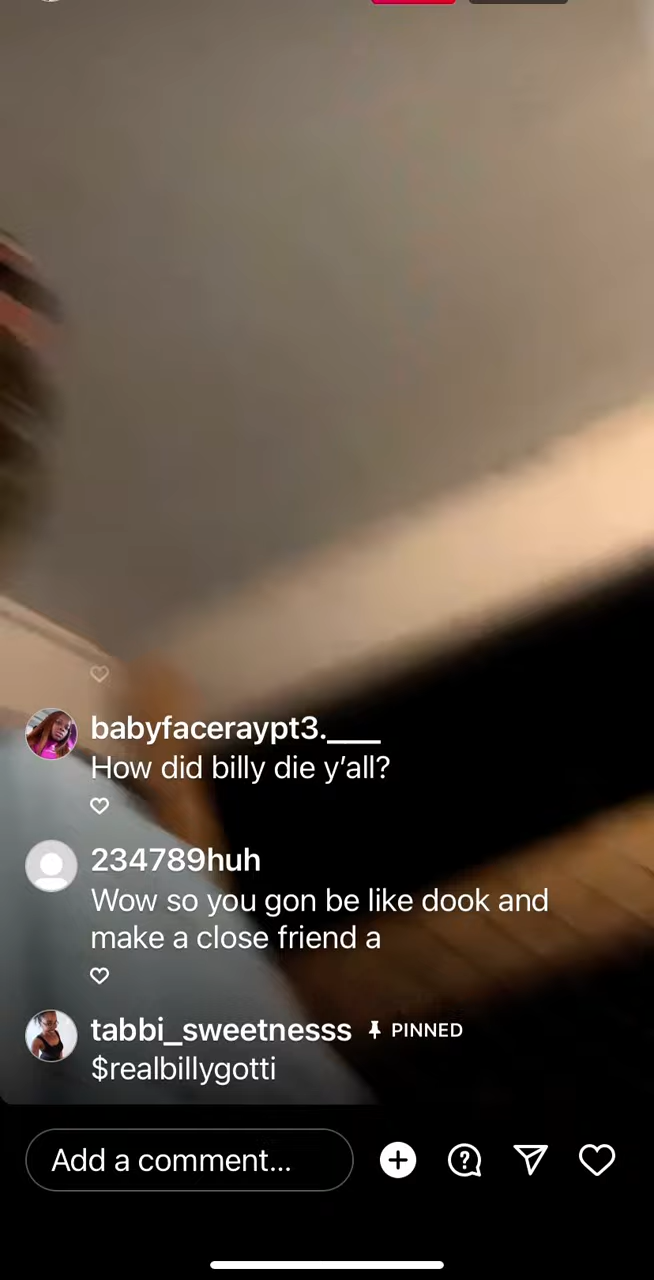 babyfaceraypt3.____
How did billy die y’all?
234789huh
Wow so you gon be like dook and
make a close friend a
tabbi_sweetnesss PINNED
$realbillygotti
Add a comment...